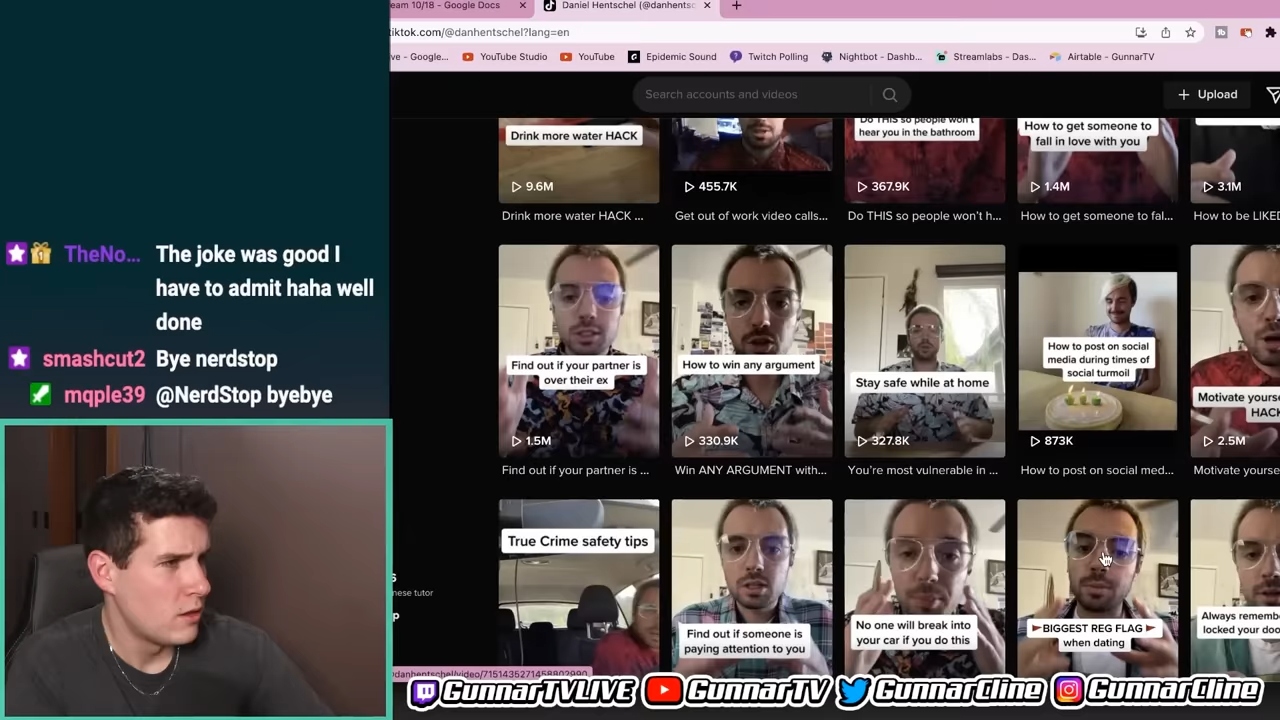 eam 10/18 - Google Docs
Daniel Hentschel (@danhents
tiktok.com/@danhentschel?lang=en
ve - Google...
YouTube Studio
YouTube
Epidemic Sound
Twitch Polling
Nightbot - Dashb...
Streamlabs - Das...
Airtable - GunnarTV
Search accounts and videos
+ Upload
Drink more water HACK
Do THIS so people won't
hear you in the bathroom
How to get someone to
fall in love with you
9.6M
455.7K
367.9K
1.4M
3.1M
Drink more water HACK ...
Get out of work video calls...
Do THIS so people won't h...
How to get someone to fal...
How to be LIKED
TheNo...
The joke was good I
have to admit haha well
done
smashcut2
Bye nerdstop
mqple39
@NerdStop byebye
Find out if your partner is
over their ex
How to win any argument
Stay safe while at home
How to post on social
media during times of
social turmoil
Motivate yourse
HACK
1.5M
330.9K
327.8K
873K
2.5M
Find out if your partner is ...
Win ANY ARGUMENT with...
You're most vulnerable in ...
How to post on social med...
Motivate yourse
True Crime safety tips
Find out if someone is
paying attention to you
No one will break into
your car if you do this
BIGGEST REG FLAG
when dating
Always remembe
locked your doo
s
nese tutor
p
danhentschel/video/7151435271458802990
GunnarTVLIVE
GunnarTV
GunnarCline
GunnarCline